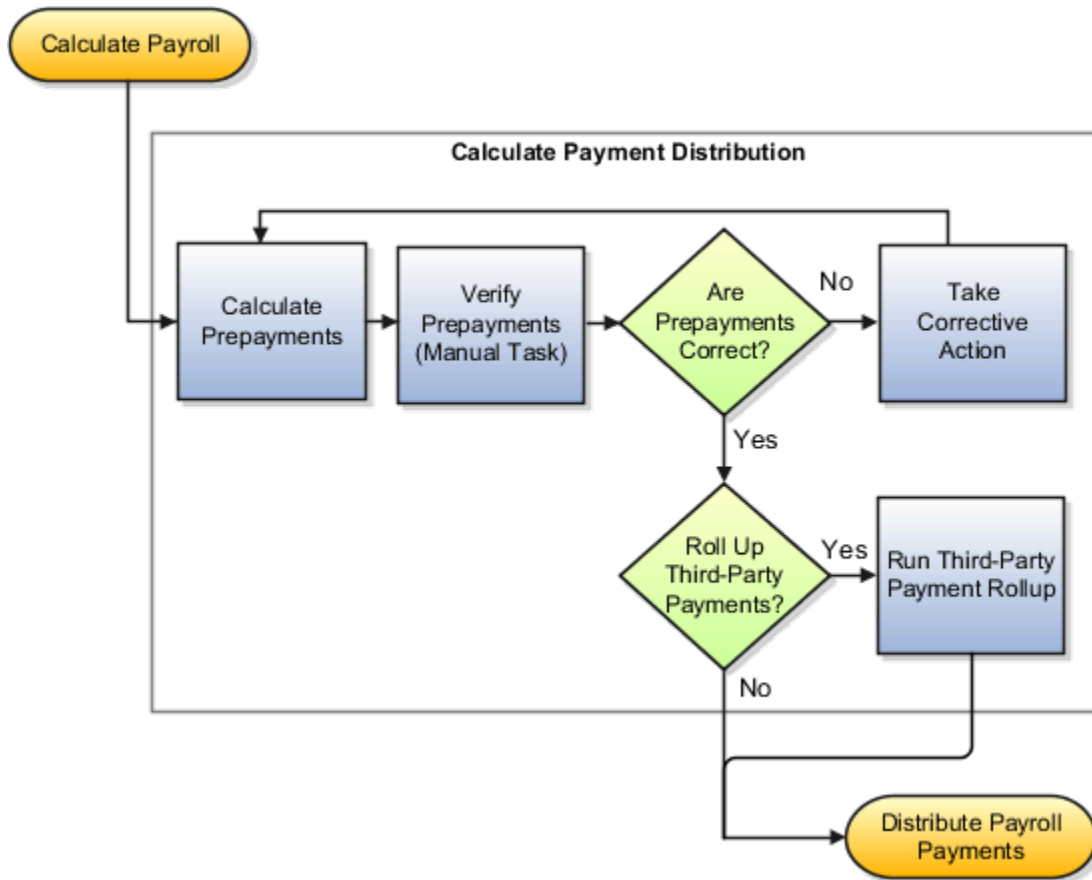 Calculate Payroll
Calculate Payment Distribution
Calculate
Prepayments
Verify
Prepayments
(Manual Task)
Are
Prepayments
Correct?
No
Take
Corrective
Action
Yes
Roll Up
Third-Party
Payments?
Yes
Run Third-Party
Payment Rollup
No
Distribute Payroll
Payments